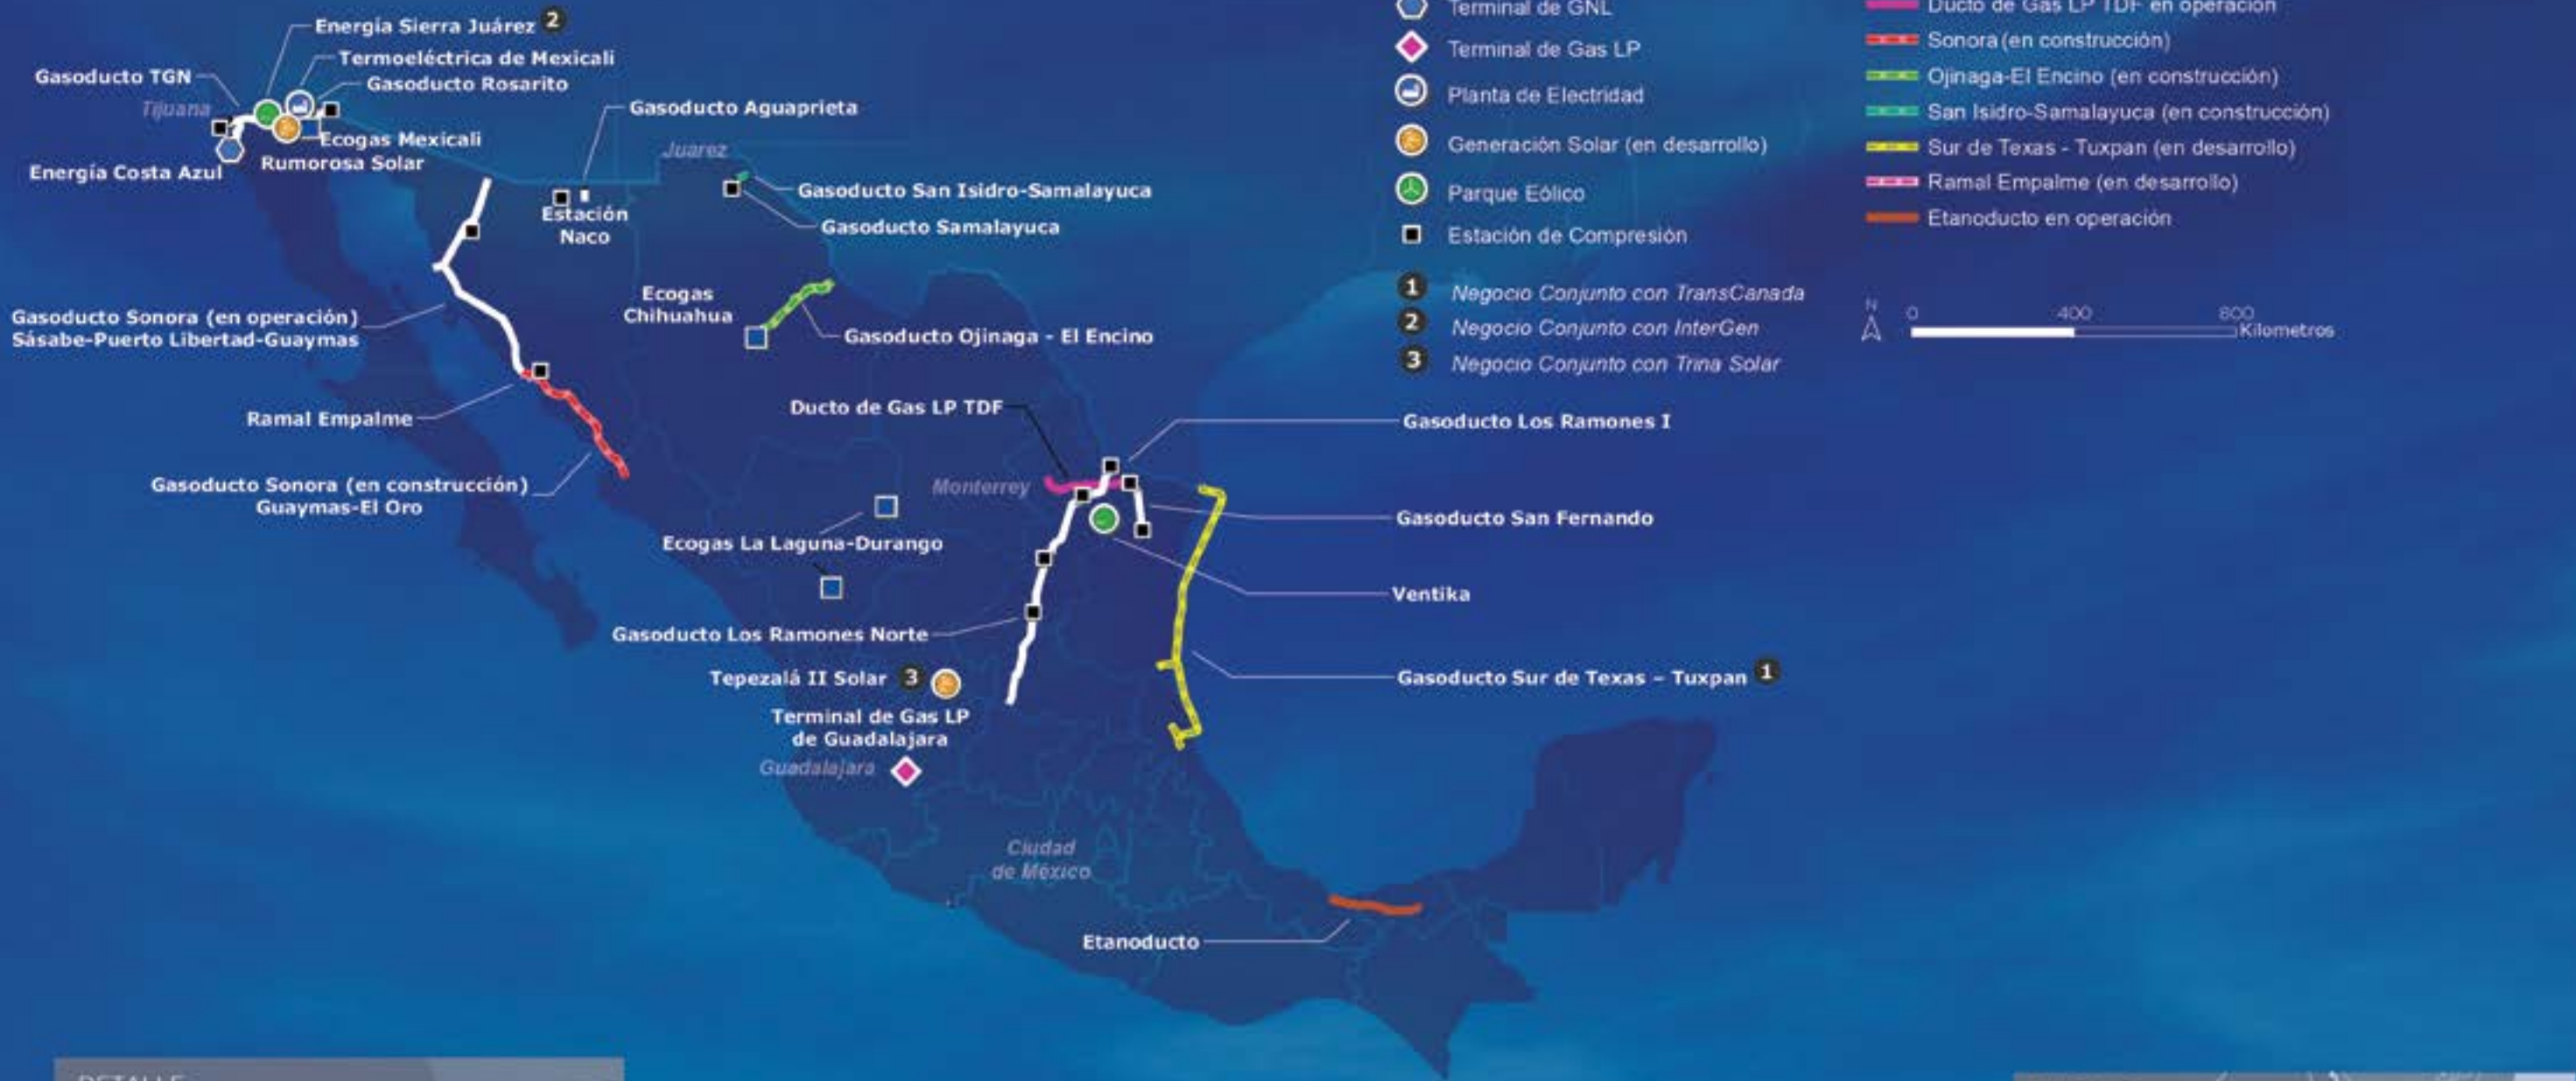 Energía Sierra Juárez 2
Termoeléctrica de Mexicali
Gasoducto TGN
Gasoducto Rosarito
Tijuana
Ecogas Mexicali
Rumorosa Solar
Energía Costa Azul
Gasoducto Aguaprieta
Juarez
Estación
Naco
Gasoducto San Isidro-Samalayuca
Gasoducto Samalayuca
Gasoducto Sonora (en operación)
Sásabe-Puerto Libertad-Guaymas
Ecogas
Chihuahua
Gasoducto Ojinaga - El Encino
Ramal Empalme
Gasoducto Sonora (en construcción)
Guaymas-El Oro
Ducto de Gas LP TDF
Gasoducto Los Ramones I
Monterrey
Gasoducto San Fernando
Ecogas La Laguna-Durango
Ventika
Gasoducto Los Ramones Norte
Tepezalá II Solar 3
Gasoducto Sur de Texas – Tuxpan 1
Terminal de Gas LP
de Guadalajara
Guadalajara
Ciudad
de México
Etanoducto
Terminal de GNL
Terminal de Gas LP
Planta de Electridad
Generación Solar (en desarrollo)
Parque Eólico
Estación de Compresión
1 Negocio Conjunto con TransCanada
2 Negocio Conjunto con InterGen
3 Negocio Conjunto con Trina Solar
Ducto de Gas LP TDF en operación
Sonora (en construcción)
Ojinaga-El Encino (en construcción)
San Isidro-Samalayuca (en construcción)
Sur de Texas - Tuxpan (en desarrollo)
Ramal Empalme (en desarrollo)
Etanoducto en operación
N
0 400 800
Kilometros
DETALLE